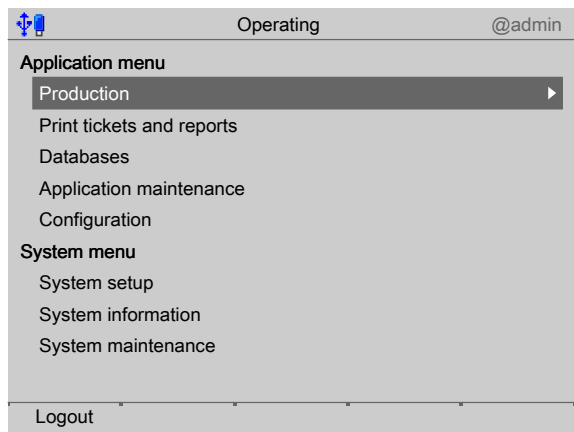 Operating @admin
Application menu
Production
Print tickets and reports
Databases
Application maintenance
Configuration
System menu
System setup
System information
System maintenance
Logout